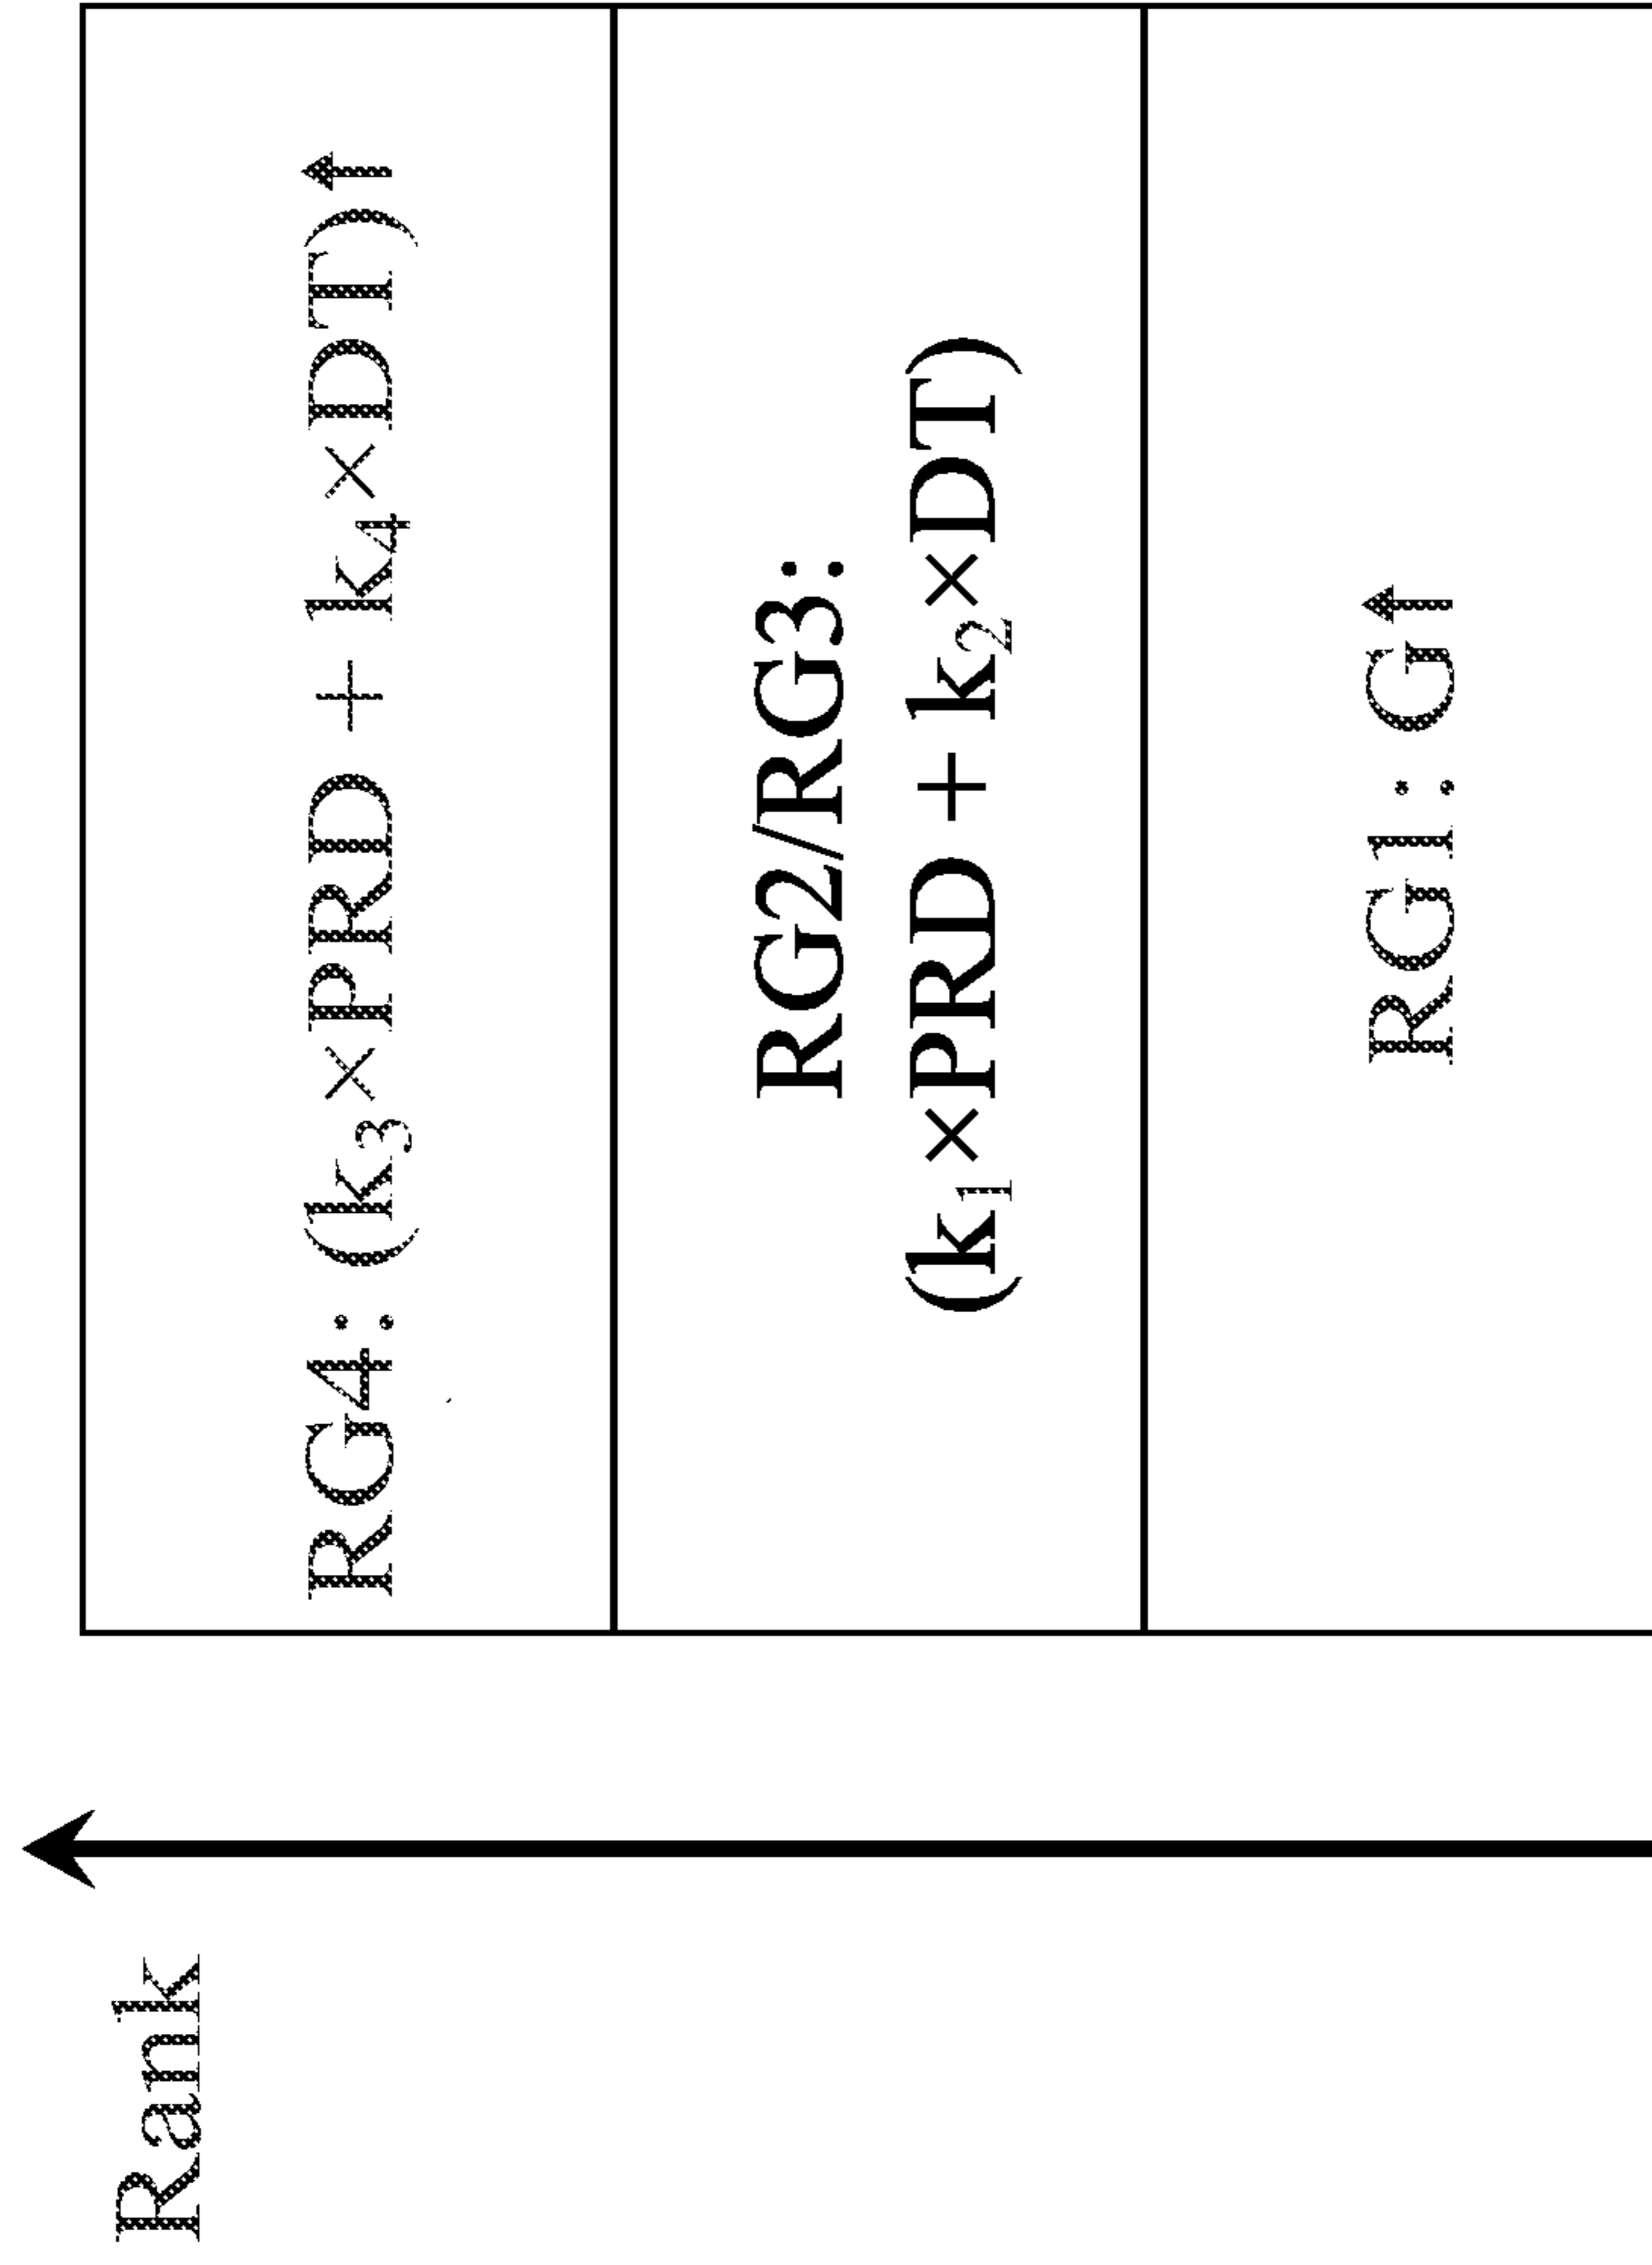 Rank
RG4: (k₃×PRD + k₄×DT)↑
RG2/RG3:
(k₁×PRD + k₂×DT)
RG1: G↑